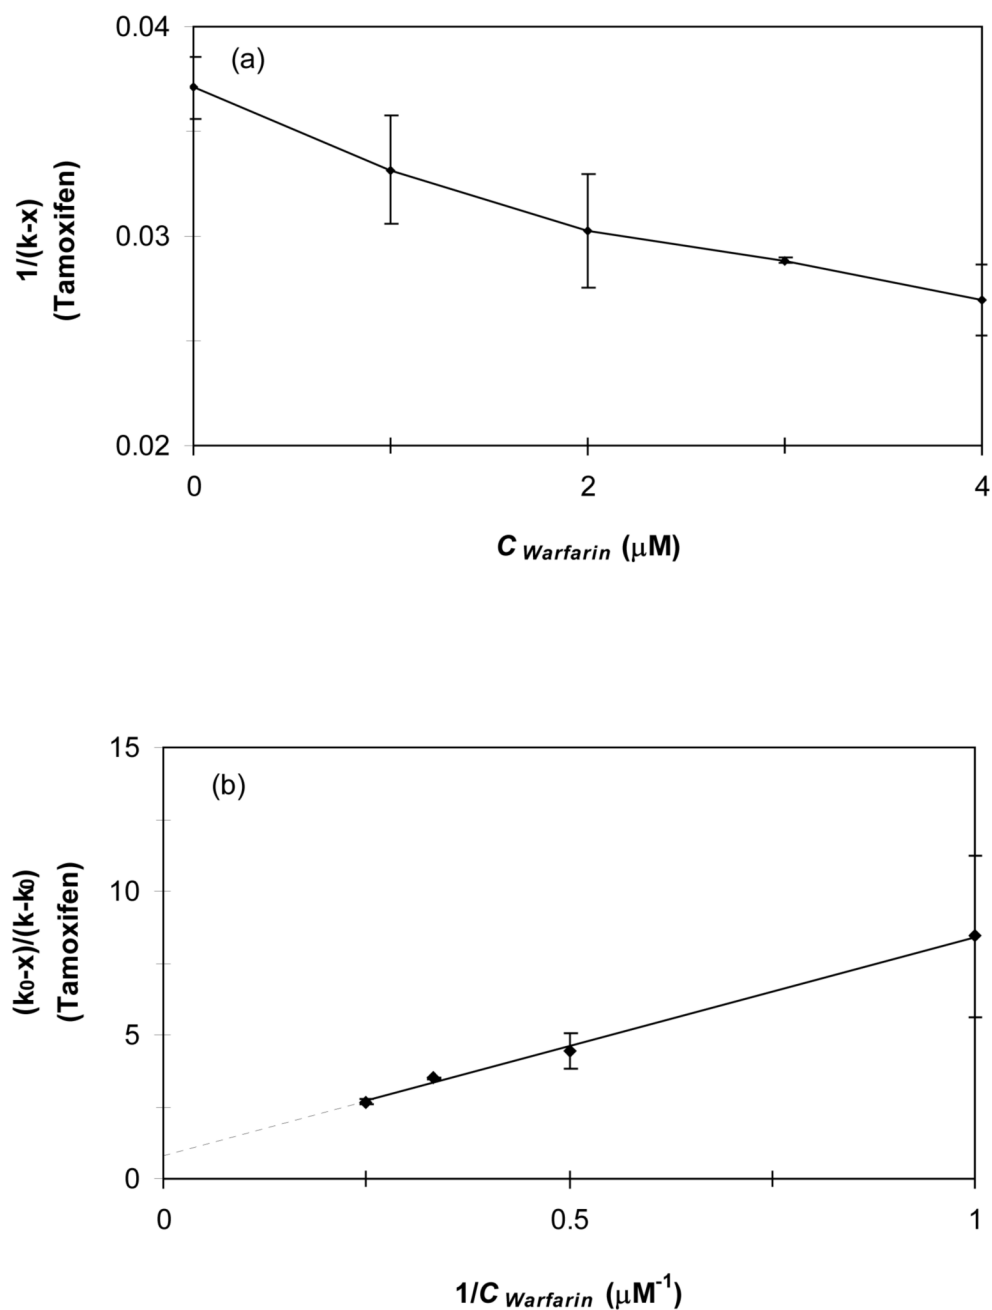 0.04
(a)
0.03
0.02
1/(k-x)
(Tamoxifen)
0 2 4
C Warfarin (μM)
15
(b)
10
5
0
(k₀-x)/(k-k₀)
(Tamoxifen)
0 0.5 1
1/C Warfarin (μM⁻¹)